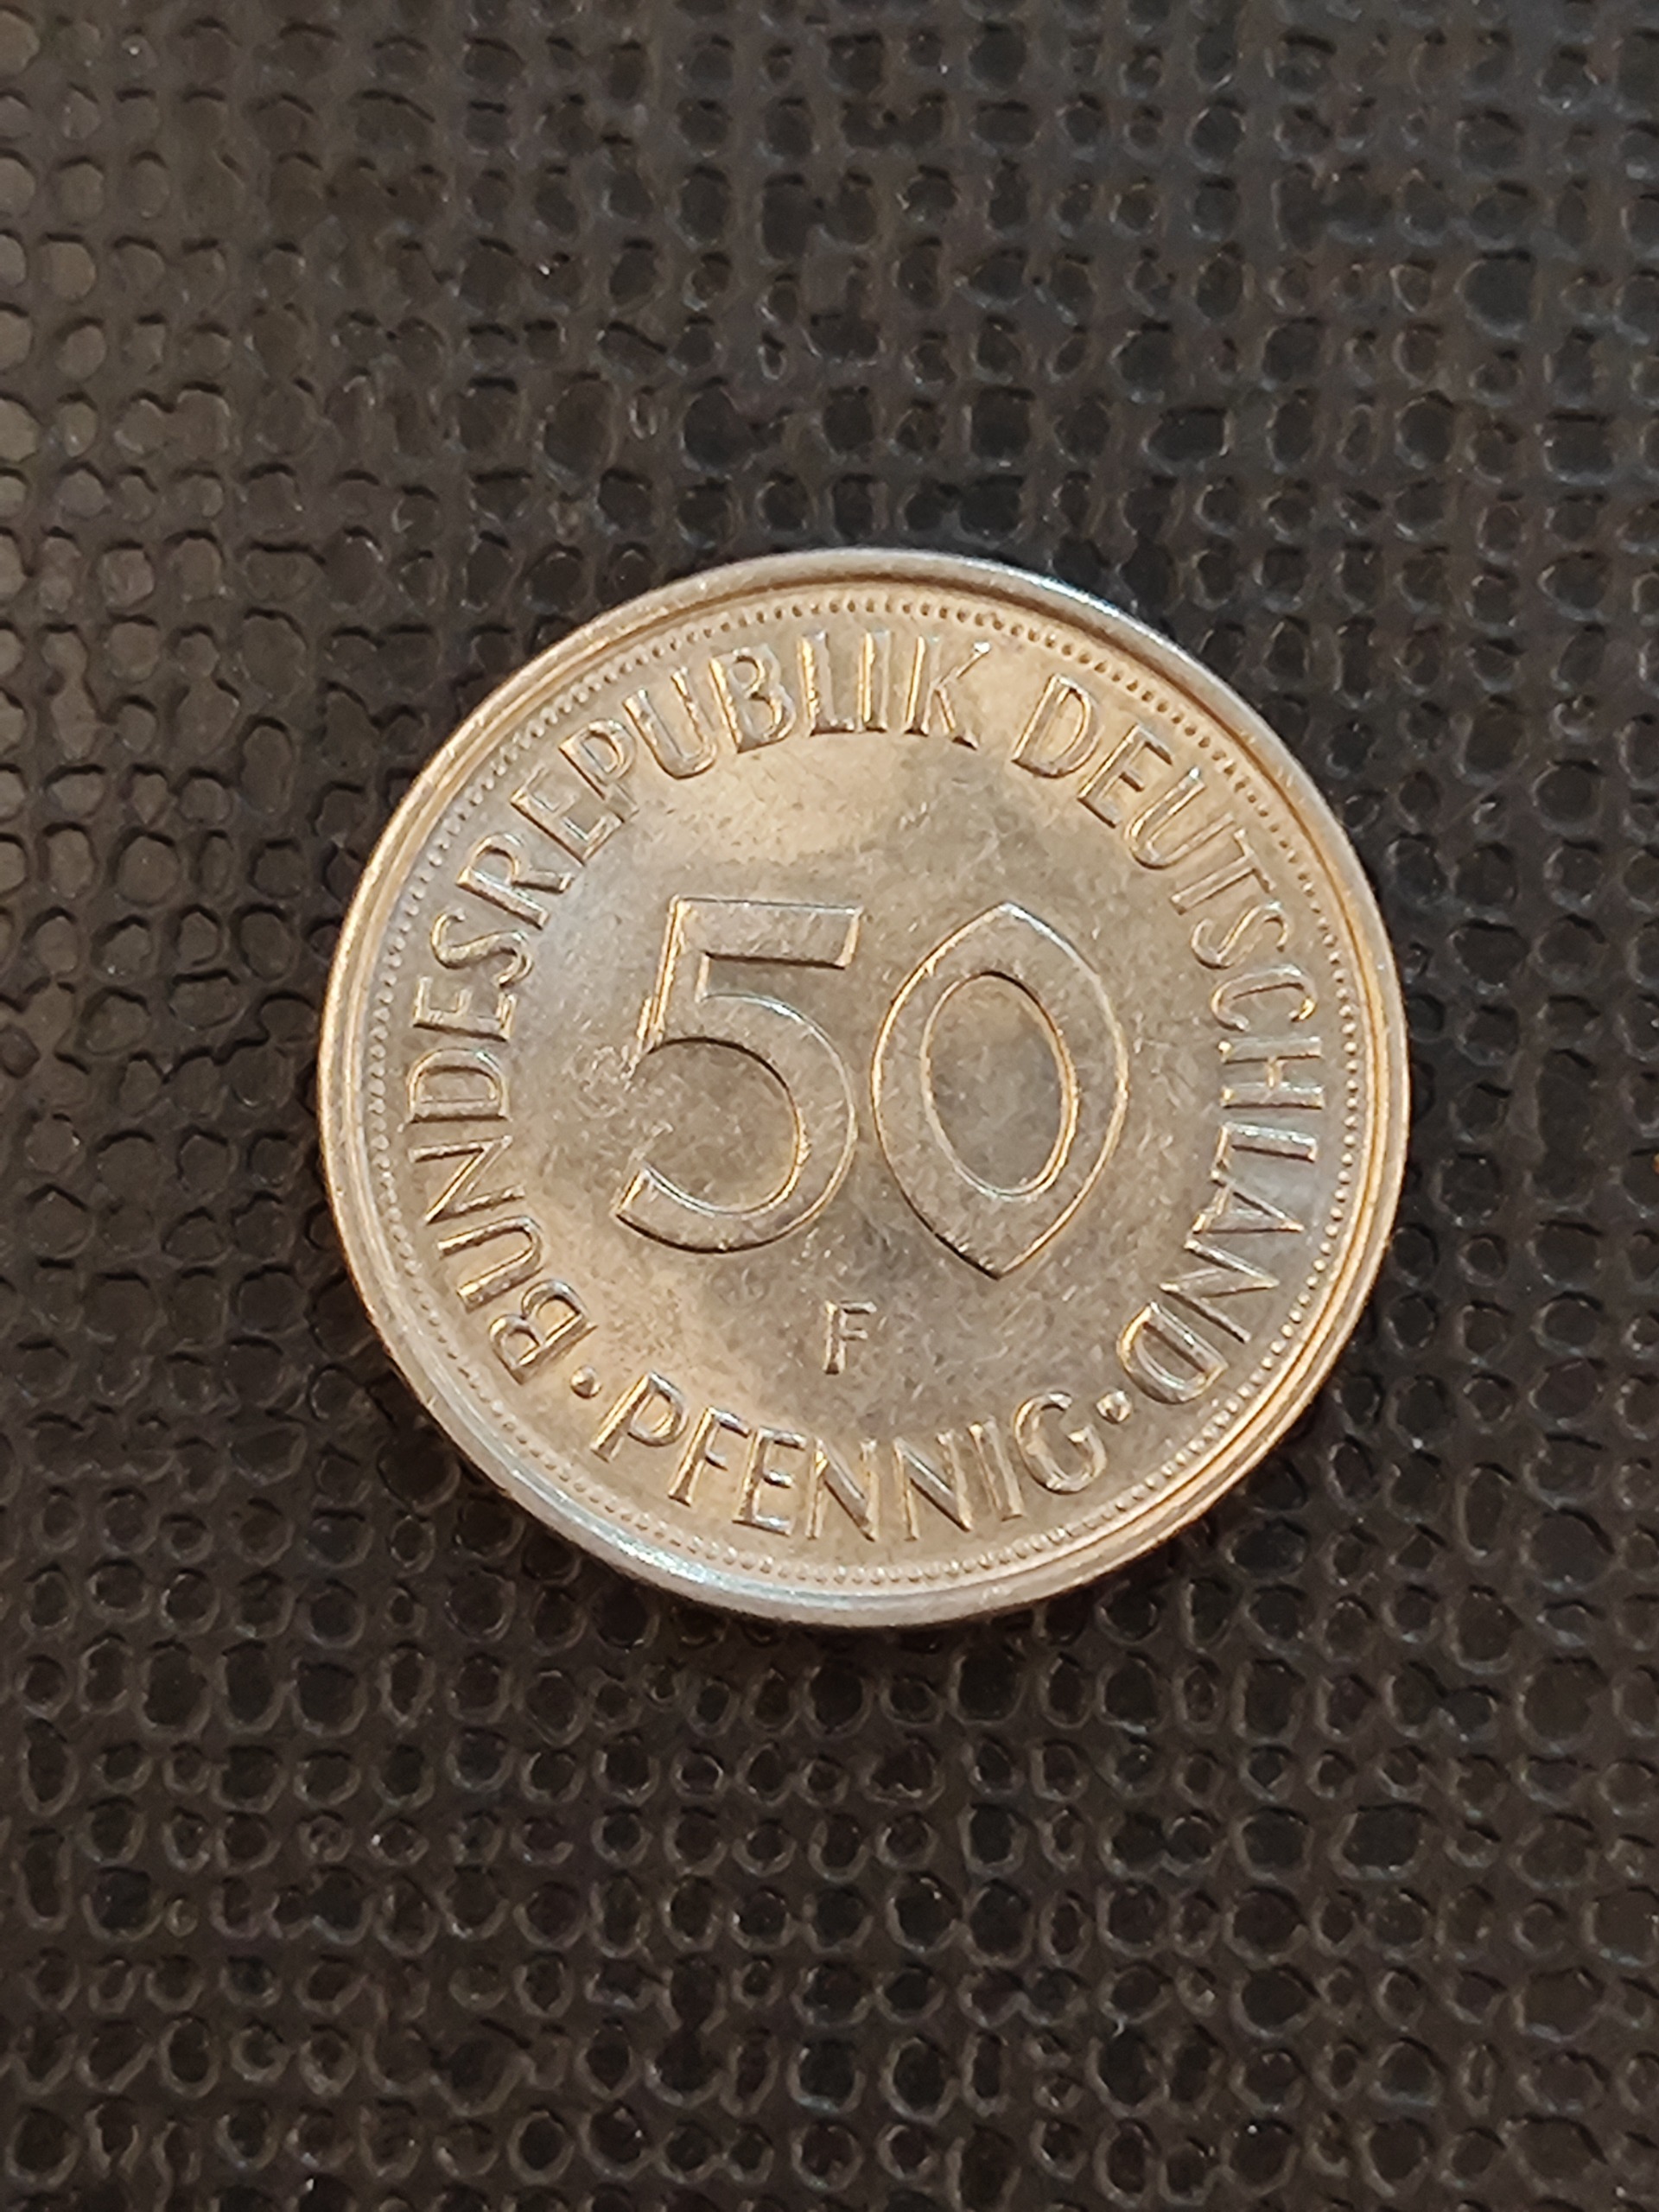 BUNDESREPUBLIK DEUTSCHLAND
50
F
· PFENNIG ·